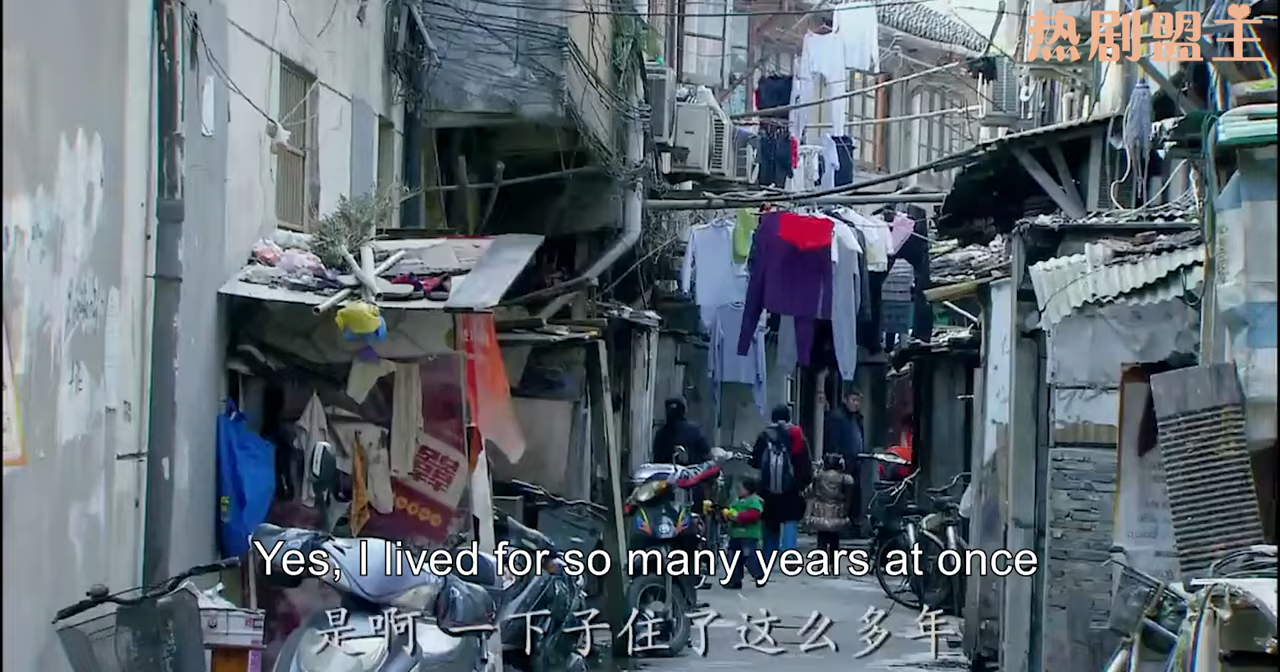 热剧盟主
Yes, I lived for so many years at once
是啊 一下子住了这么多年